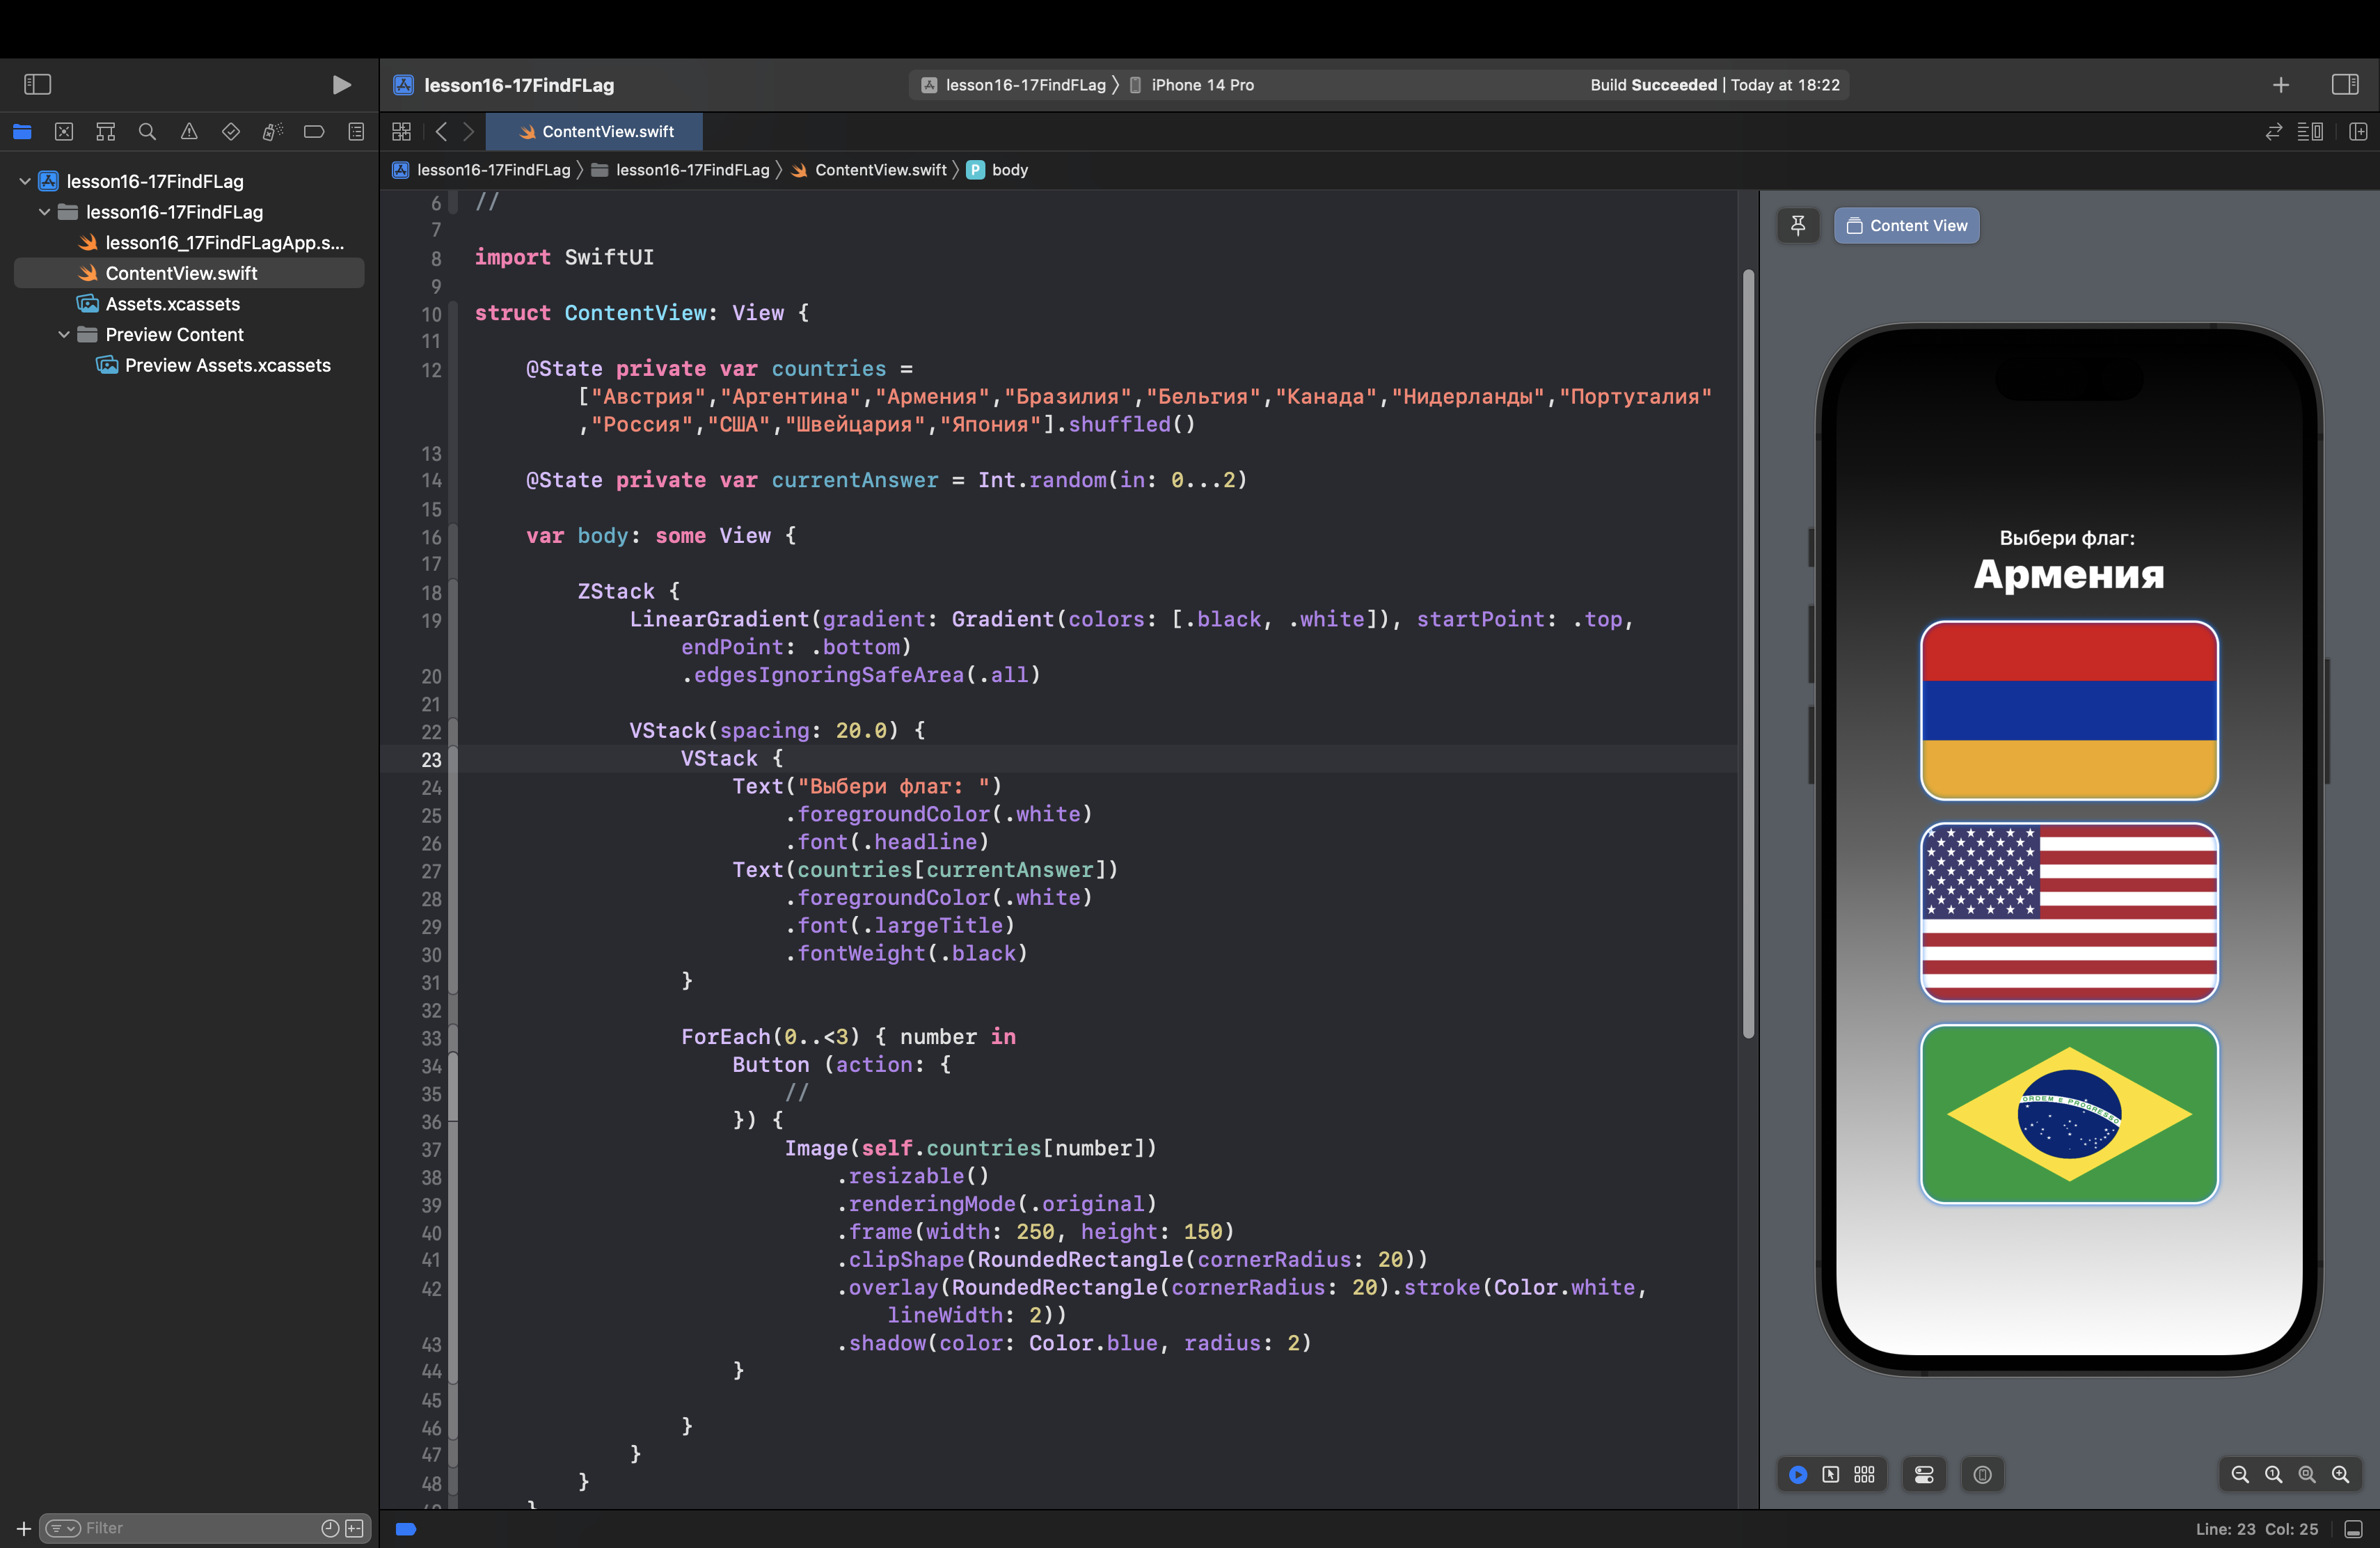 lesson16-17FindFLag
lesson16-17FindFLag
iPhone 14 Pro
Build Succeeded | Today at 18:22
ContentView.swift
lesson16-17FindFLag
lesson16-17FindFLag
ContentView.swift
P body
lesson16-17FindFLag
lesson16-17FindFLag
lesson16_17FindFLagApp.s...
ContentView.swift
Assets.xcassets
Preview Content
Preview Assets.xcassets
Filter
6 //
7
8 import SwiftUI
9
10 struct ContentView: View {
11
12 @State private var countries =
["Австрия","Аргентина","Армения","Бразилия","Бельгия","Канада","Нидерланды","Португалия"
,"Россия","США","Швейцария","Япония"].shuffled()
13
14 @State private var currentAnswer = Int.random(in: 0...2)
15
16 var body: some View {
17
18 ZStack {
19 LinearGradient(gradient: Gradient(colors: [.black, .white]), startPoint: .top,
endPoint: .bottom)
20 .edgesIgnoringSafeArea(.all)
21
22 VStack(spacing: 20.0) {
23 VStack {
24 Text("Выбери флаг: ")
25 .foregroundColor(.white)
26 .font(.headline)
27 Text(countries[currentAnswer])
28 .foregroundColor(.white)
29 .font(.largeTitle)
30 .fontWeight(.black)
31 }
32
33 ForEach(0..<3) { number in
34 Button (action: {
35 //
36 }) {
37 Image(self.countries[number])
38 .resizable()
39 .renderingMode(.original)
40 .frame(width: 250, height: 150)
41 .clipShape(RoundedRectangle(cornerRadius: 20))
42 .overlay(RoundedRectangle(cornerRadius: 20).stroke(Color.white,
lineWidth: 2))
43 .shadow(color: Color.blue, radius: 2)
44 }
45
46 }
47 }
48 }
Content View
Выбери флаг:
Армения
ORDEM E PROGRESSO
Line: 23 Col: 25